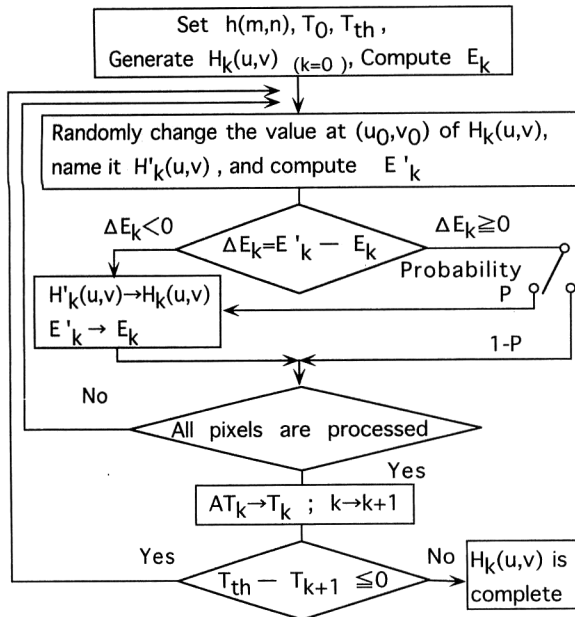 Set h(m,n), T₀, Tₜₕ,
Generate Hₖ(u,v) (k=0), Compute Eₖ
Randomly change the value at (u₀,v₀) of Hₖ(u,v),
name it H'ₖ(u,v), and compute E'ₖ
ΔEₖ<0
ΔEₖ≧0
ΔEₖ=E'ₖ − Eₖ
Probability
P
H'ₖ(u,v)→Hₖ(u,v)
E'ₖ → Eₖ
1-P
No
All pixels are processed
Yes
ATₖ→Tₖ ; k→k+1
Yes
No
Tₜₕ − Tₖ₊₁ ≦0
Hₖ(u,v) is
complete